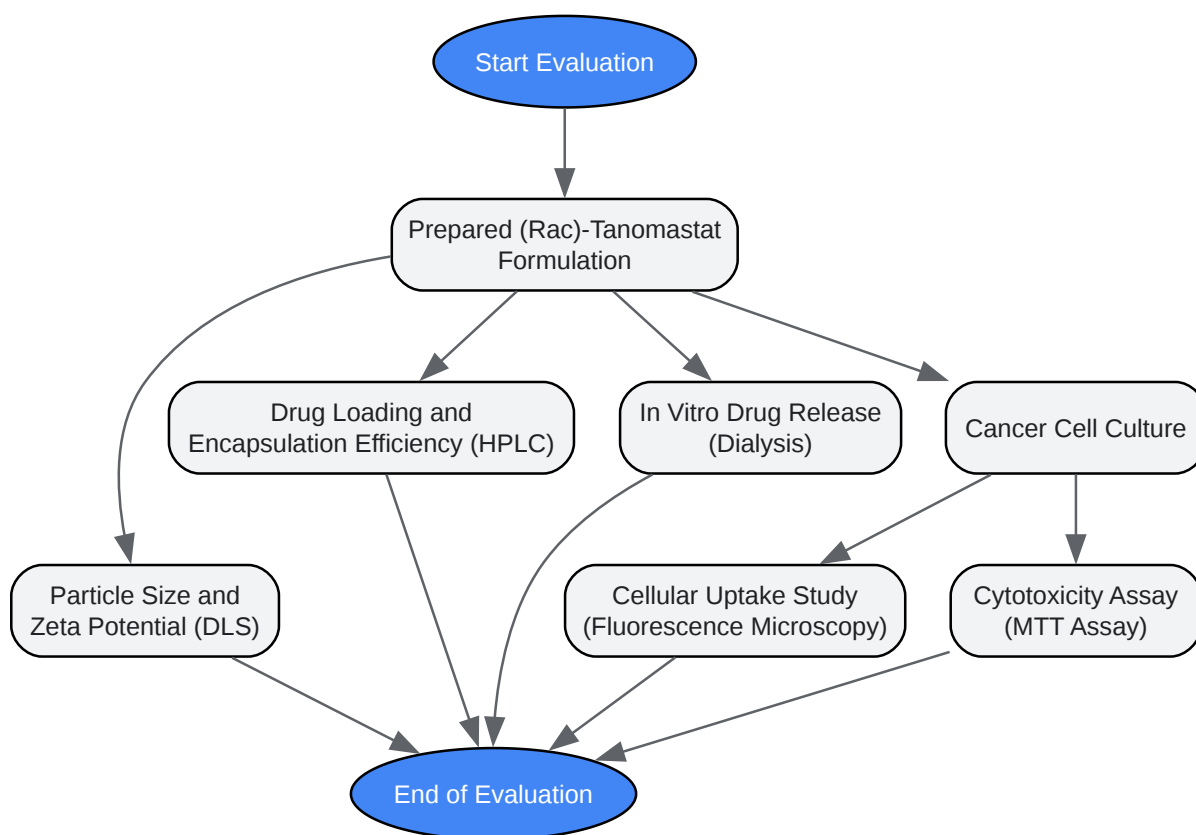 Start Evaluation
Prepared (Rac)-Tanomastat
Formulation
Drug Loading and
Encapsulation Efficiency (HPLC)
In Vitro Drug Release
(Dialysis)
Cancer Cell Culture
Particle Size and
Zeta Potential (DLS)
Cellular Uptake Study
(Fluorescence Microscopy)
Cytotoxicity Assay
(MTT Assay)
End of Evaluation